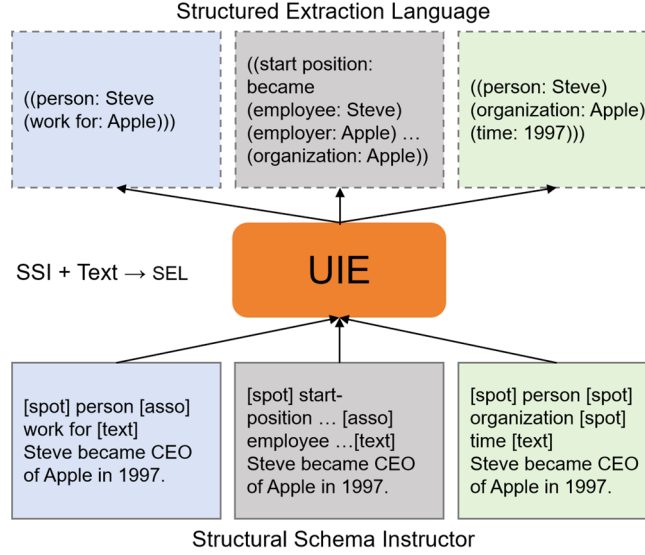 Structured Extraction Language
((person: Steve
(work for: Apple)))
((start position:
became
(employee: Steve)
(employer: Apple) …
(organization: Apple))
((person: Steve)
(organization: Apple)
(time: 1997)))
SSI + Text → SEL
UIE
[spot] person [asso]
work for [text]
Steve became CEO
of Apple in 1997.
[spot] start-
position … [asso]
employee …[text]
Steve became CEO
of Apple in 1997.
[spot] person [spot]
organization [spot]
time [text]
Steve became CEO
of Apple in 1997.
Structural Schema Instructor